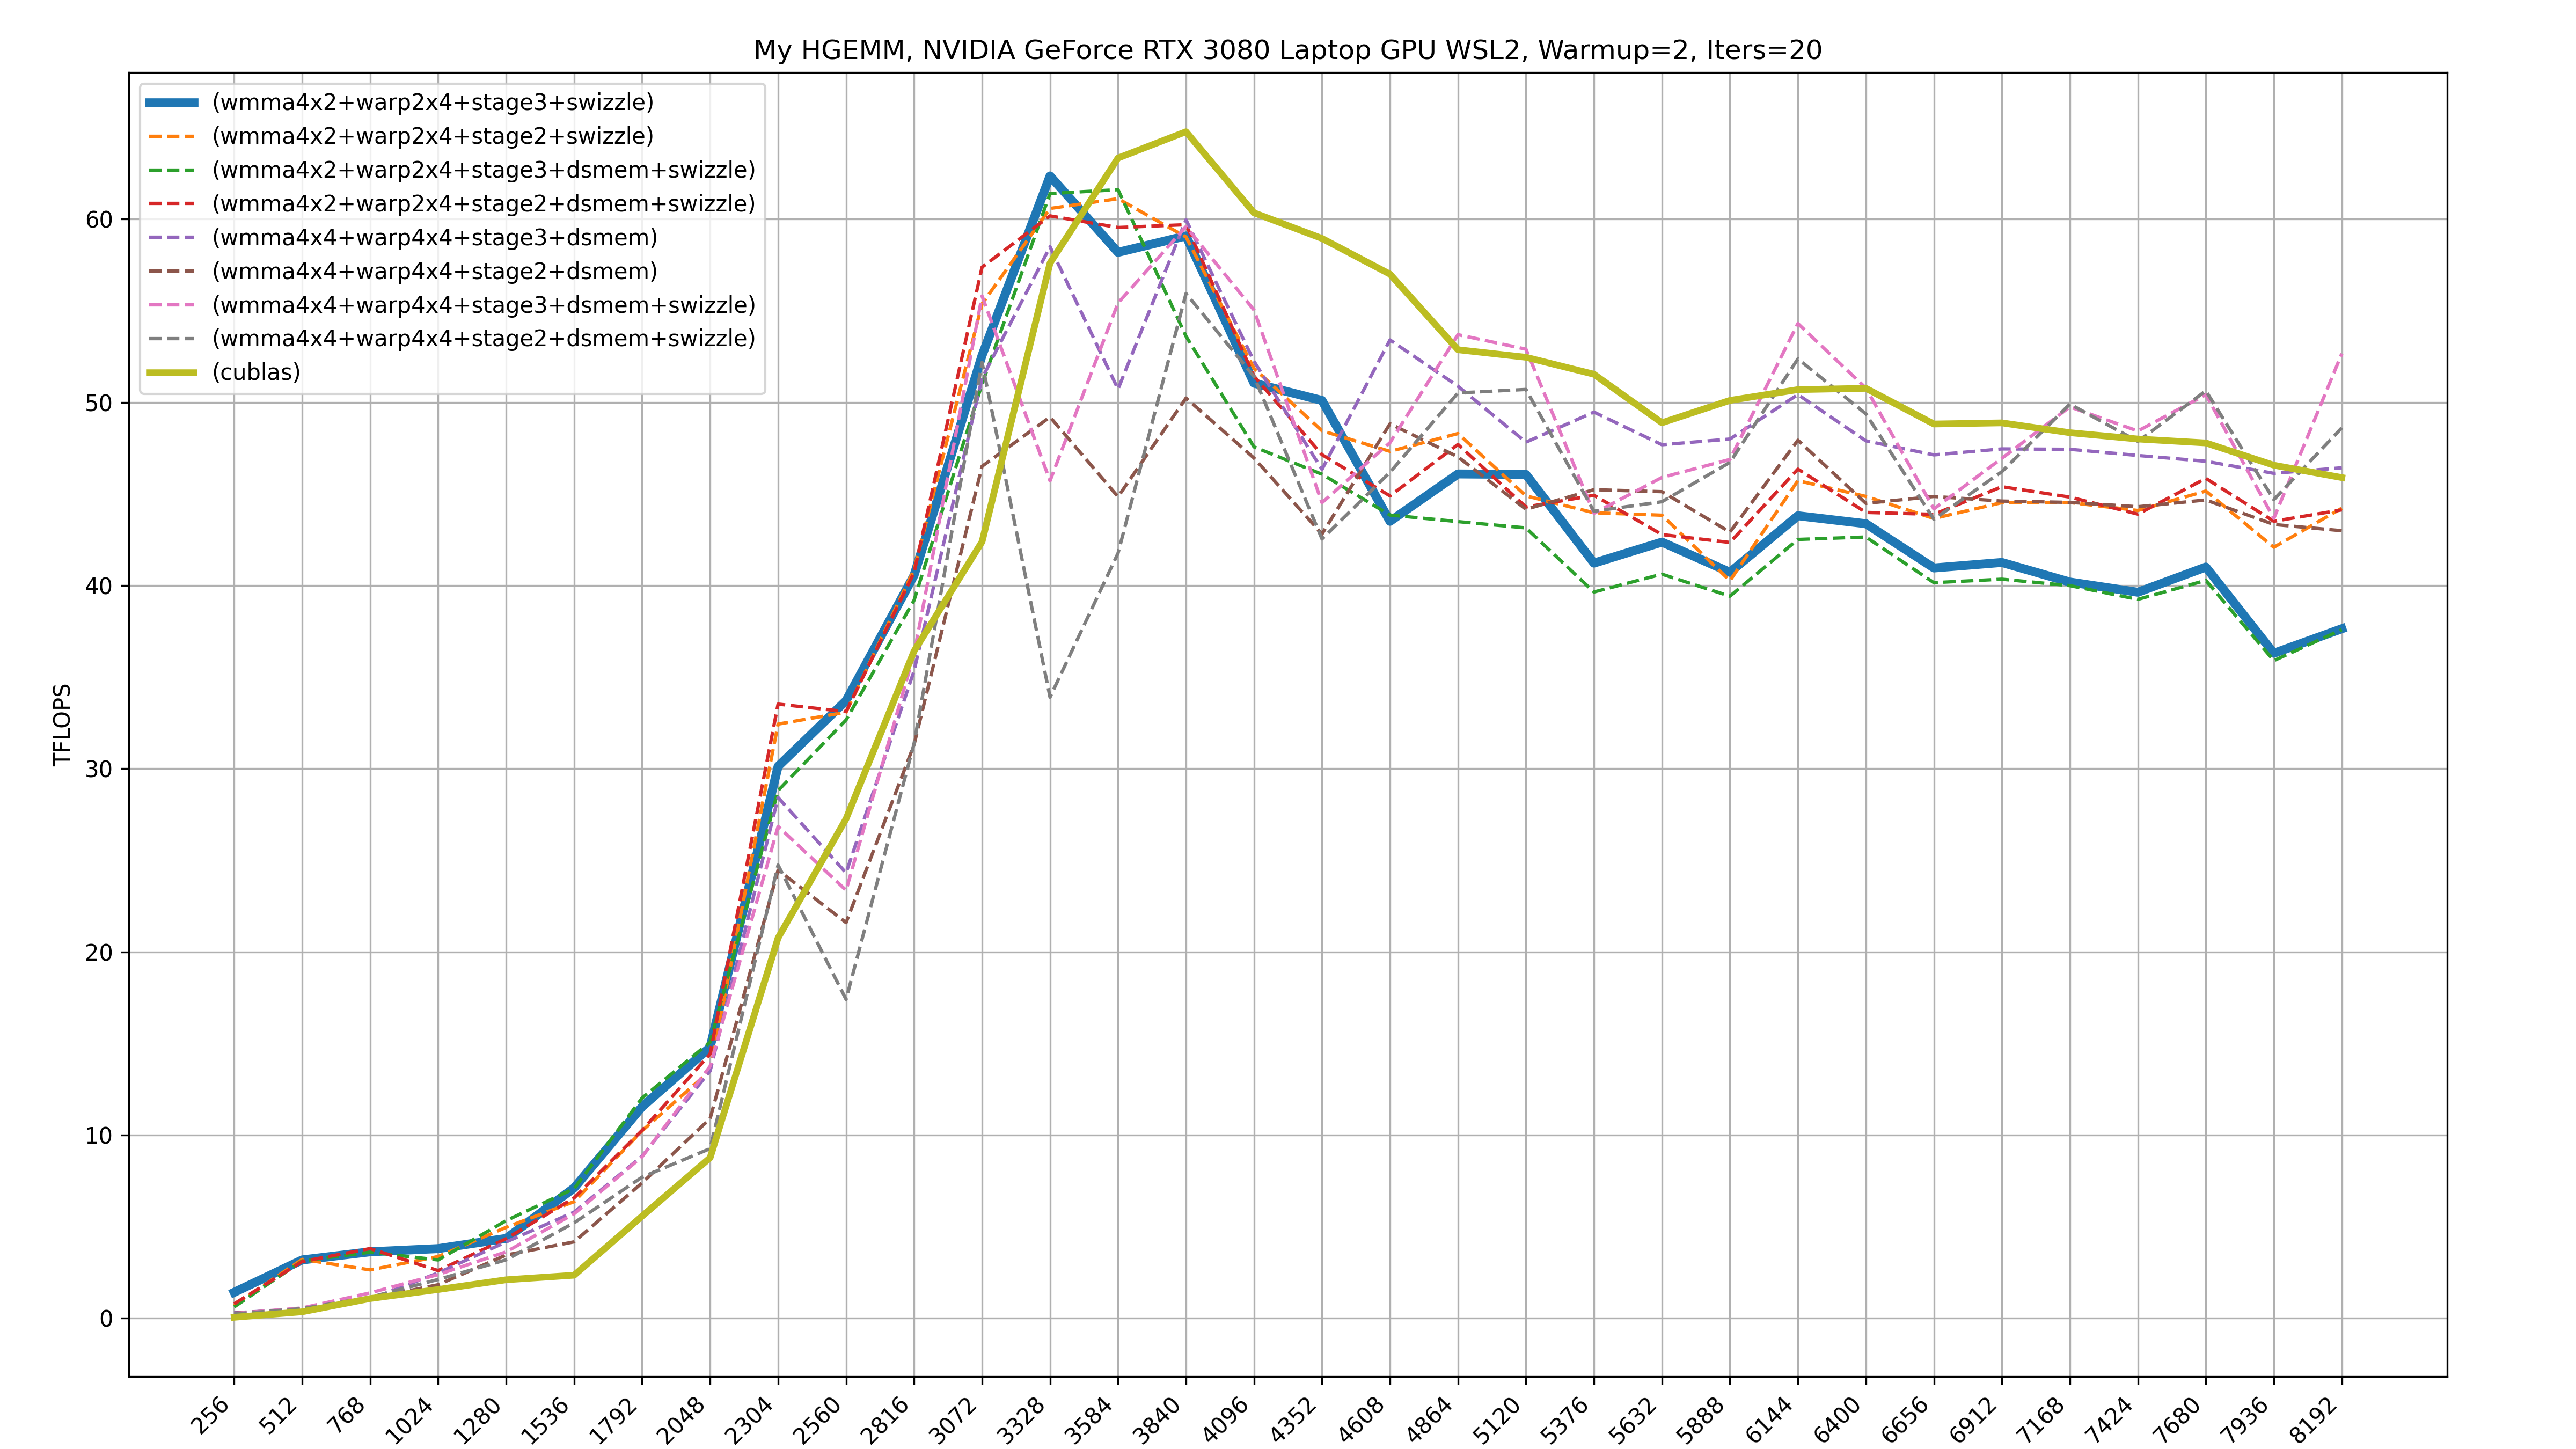 My HGEMM, NVIDIA GeForce RTX 3080 Laptop GPU WSL2, Warmup=2, Iters=20
(wmma4x2+warp2x4+stage3+swizzle)
(wmma4x2+warp2x4+stage2+swizzle)
(wmma4x2+warp2x4+stage3+dsmem+swizzle)
(wmma4x2+warp2x4+stage2+dsmem+swizzle)
(wmma4x4+warp4x4+stage3+dsmem)
(wmma4x4+warp4x4+stage2+dsmem)
(wmma4x4+warp4x4+stage3+dsmem+swizzle)
(wmma4x4+warp4x4+stage2+dsmem+swizzle)
(cublas)
TFLOPS
60
50
40
30
20
10
0
256 512 768 1024 1280 1536 1792 2048 2304 2560 2816 3072 3328 3584 3840 4096 4352 4608 4864 5120 5376 5632 5888 6144 6400 6656 6912 7168 7424 7680 7936 8192